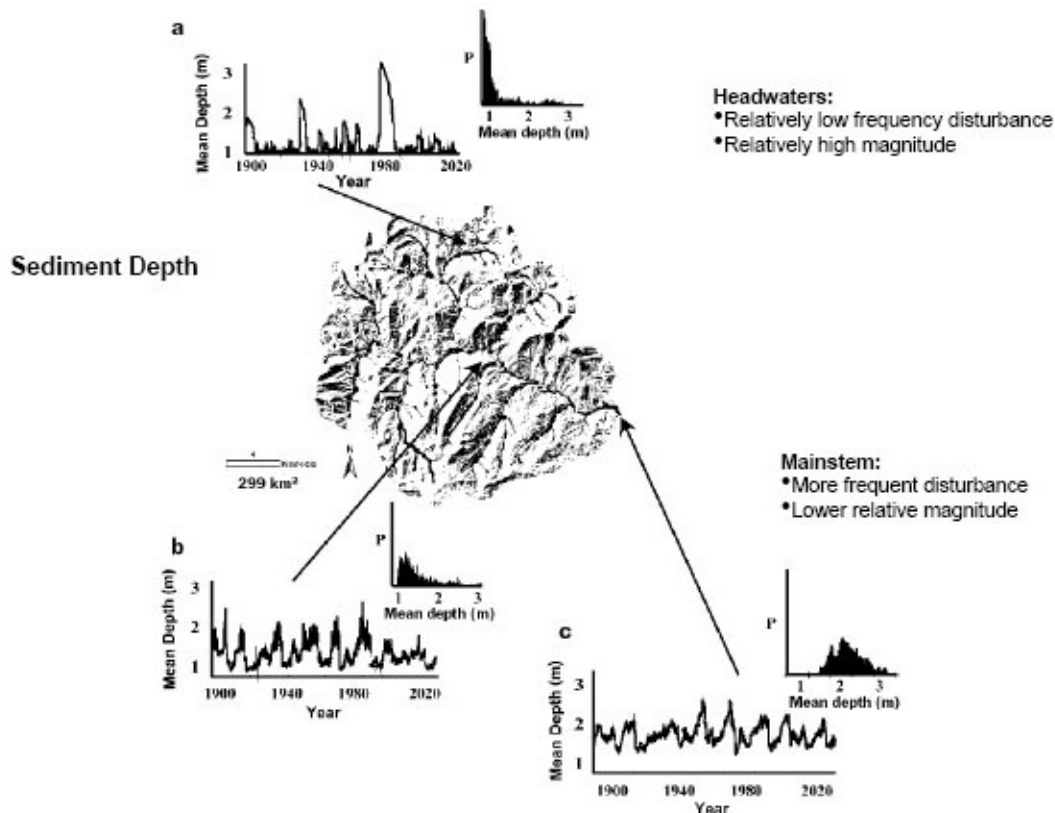 a
P
Mean Depth (m)
3
2
1
1900 1940 1980 2020
Year
1 2 3
Mean depth (m)
Headwaters:
•Relatively low frequency disturbance
•Relatively high magnitude
Sediment Depth
299 km²
Mainstem:
•More frequent disturbance
•Lower relative magnitude
b
P
1 2 3
Mean depth (m)
Mean Depth (m)
3
2
1
1900 1940 1980 2020
Year
c
P
1 2 3
Mean depth (m)
Mean Depth (m)
3
2
1
1900 1940 1980 2020
Year